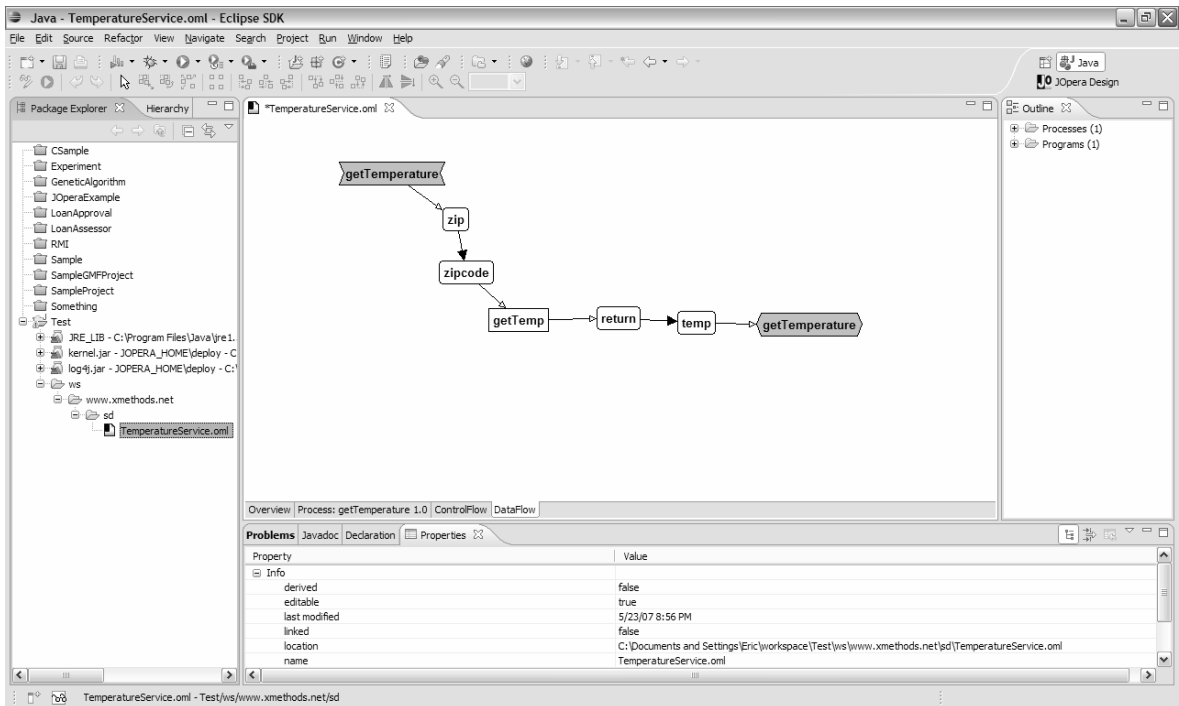 Java - TemperatureService.oml - Eclipse SDK
File Edit Source Refactor View Navigate Search Project Run Window Help
Java
JOpera Design
Package Explorer Hierarchy
*TemperatureService.oml
Outline
CSample
Experiment
GeneticAlgorithm
JOperaExample
LoanApproval
LoanAssessor
RMI
Sample
SampleGMFProject
SampleProject
Something
Test
JRE_LIB - C:\Program Files\Java\jre1.
kernel.jar - JOPERA_HOME\deploy - C
log4j.jar - JOPERA_HOME\deploy - C:\
ws
www.xmethods.net
sd
TemperatureService.oml
getTemperature
zip
zipcode
getTemp
return
temp
getTemperature
Processes (1)
Programs (1)
Overview Process: getTemperature 1.0 ControlFlow DataFlow
Problems Javadoc Declaration Properties
Property Value
Info
derived false
editable true
last modified 5/23/07 8:56 PM
linked false
location C:\Documents and Settings\Eric\workspace\Test\ws\www.xmethods.net\sd\TemperatureService.oml
name TemperatureService.oml
TemperatureService.oml - Test/ws/www.xmethods.net/sd